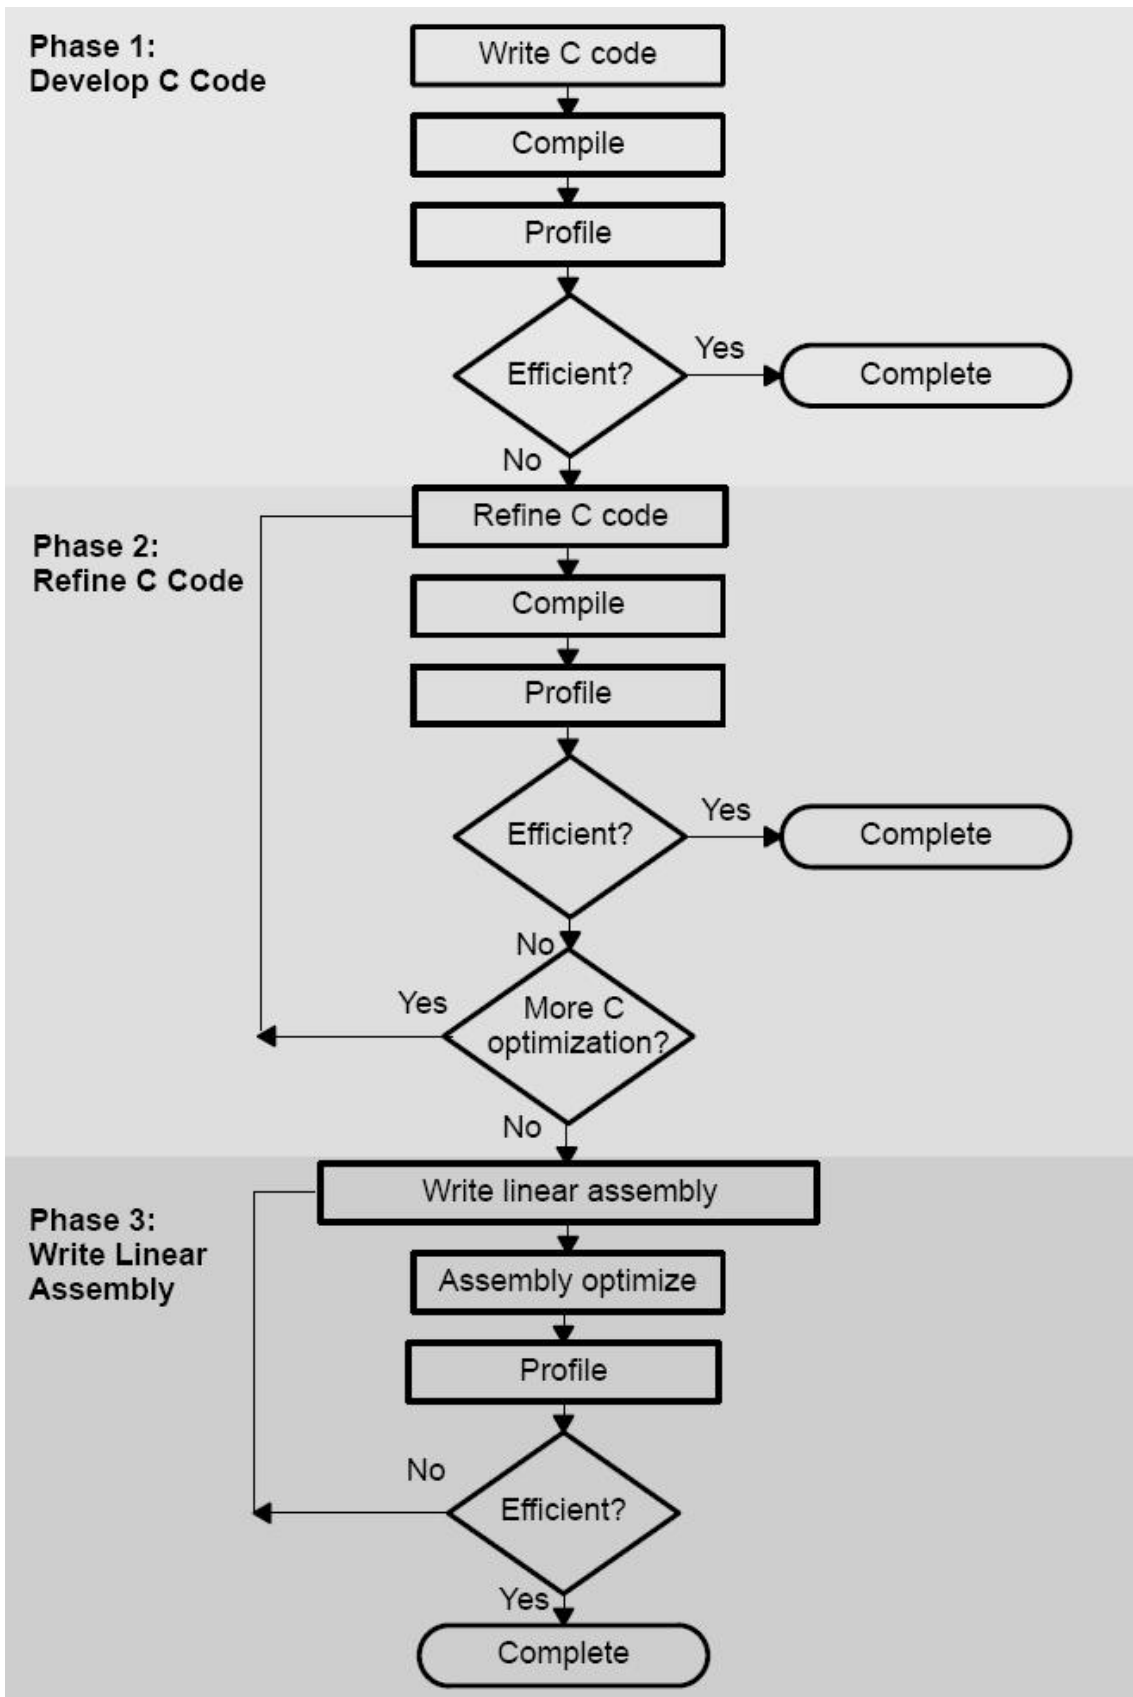 Phase 1:
Develop C Code
Write C code
Compile
Profile
Efficient?
Yes
Complete
No
Phase 2:
Refine C Code
Refine C code
Compile
Profile
Efficient?
Yes
Complete
No
More C
optimization?
Yes
No
Phase 3:
Write Linear
Assembly
Write linear assembly
Assembly optimize
Profile
Efficient?
No
Yes
Complete